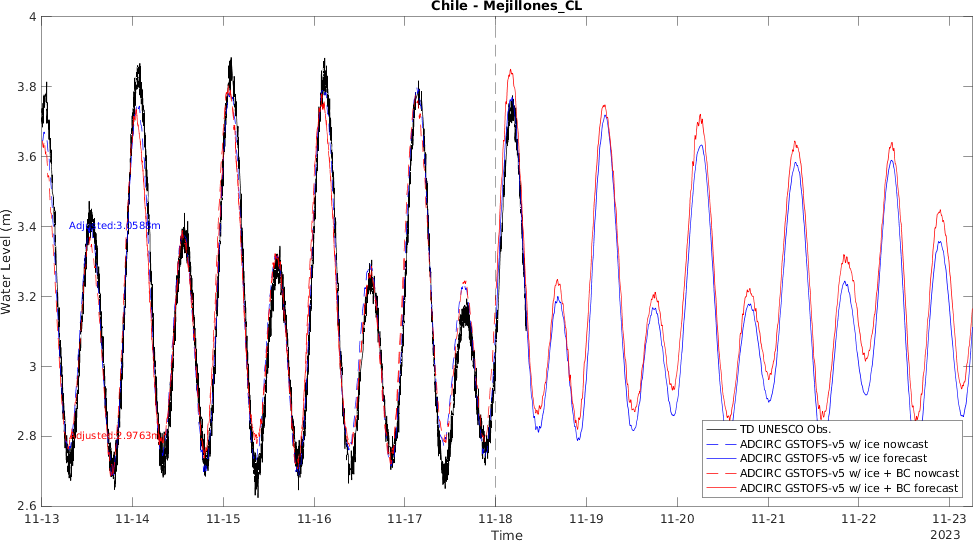 Chile - Mejillones_CL
Water Level (m)
4
3.8
3.6
3.4
3.2
3
2.8
2.6
Adjusted:3.0588m
Adjusted:2.9763m
TD UNESCO Obs.
ADCIRC GSTOFS-v5 w/ ice nowcast
ADCIRC GSTOFS-v5 w/ ice forecast
ADCIRC GSTOFS-v5 w/ ice + BC nowcast
ADCIRC GSTOFS-v5 w/ ice + BC forecast
11-13 11-14 11-15 11-16 11-17 11-18 11-19 11-20 11-21 11-22 11-23
2023
Time